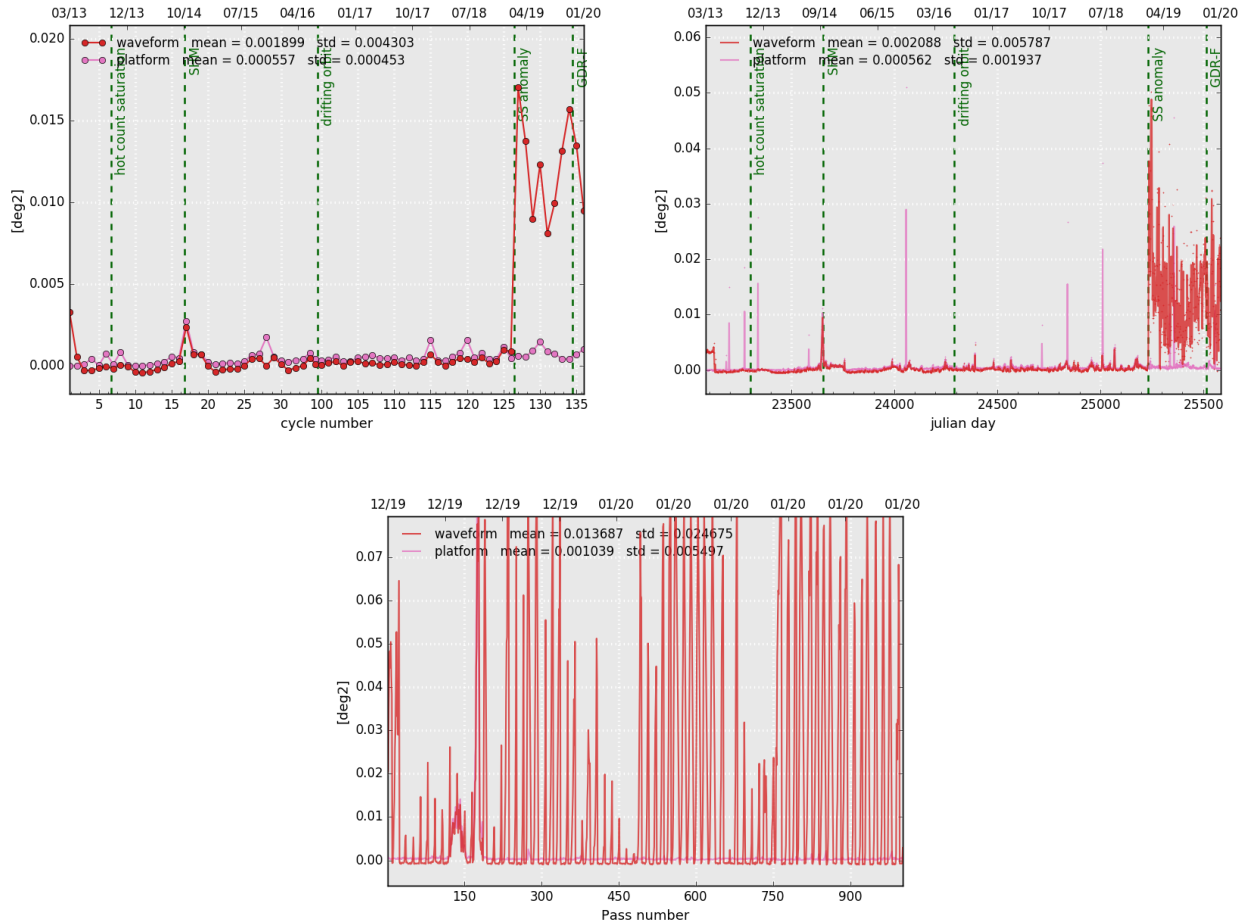 03/13 12/13 10/14 07/15 04/16 01/17 10/17 07/18 04/19 01/20
waveform mean = 0.001899 std = 0.004303
platform mean = 0.000557 std = 0.000453
hot count saturation
SHM
drifting orbit
SS anomaly
GDR-F
[deg2]
0.020
0.015
0.010
0.005
0.000
5 10 15 20 25 30 100 105 110 115 120 125 130 135
cycle number
03/13 12/13 09/14 06/15 03/16 01/17 10/17 07/18 04/19 01/20
waveform mean = 0.002088 std = 0.005787
platform mean = 0.000562 std = 0.001937
hot count saturation
SHM
drifting orbit
SS anomaly
GDR-F
[deg2]
0.06
0.05
0.04
0.03
0.02
0.01
0.00
23500 24000 24500 25000 25500
julian day
12/19 12/19 12/19 12/19 01/20 01/20 01/20 01/20 01/20 01/20
waveform mean = 0.013687 std = 0.024675
platform mean = 0.001039 std = 0.005497
[deg2]
0.07
0.06
0.05
0.04
0.03
0.02
0.01
0.00
150 300 450 600 750 900
Pass number